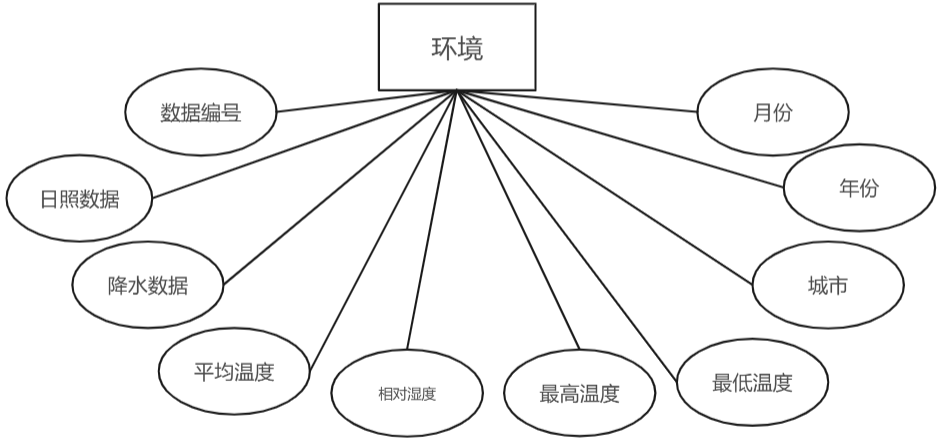 环境
数据编号
月份
日照数据
年份
降水数据
城市
平均温度
相对湿度
最高温度
最低温度